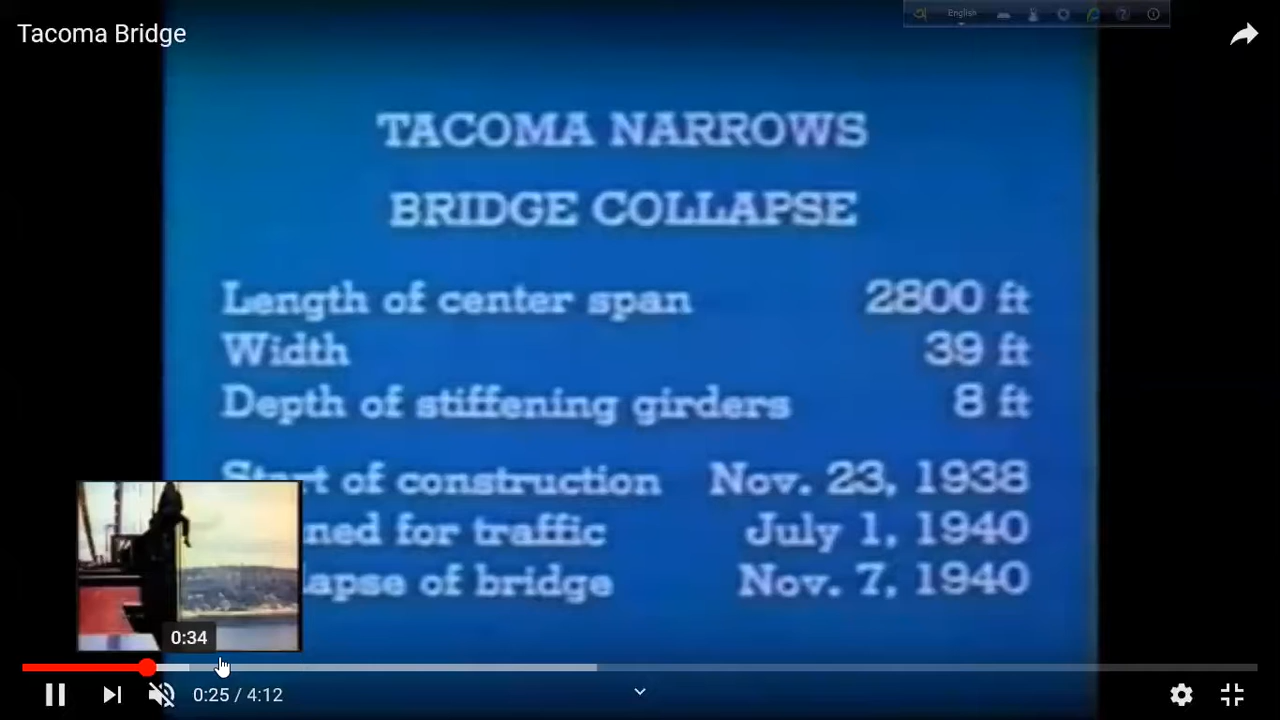 Tacoma Bridge
English
TACOMA NARROWS
BRIDGE COLLAPSE
Length of center span 2800 ft
Width 39 ft
Depth of stiffening girders 8 ft
of construction Nov. 23, 1938
for traffic July 1, 1940
of bridge Nov. 7, 1940
0:34
0:25 / 4:12